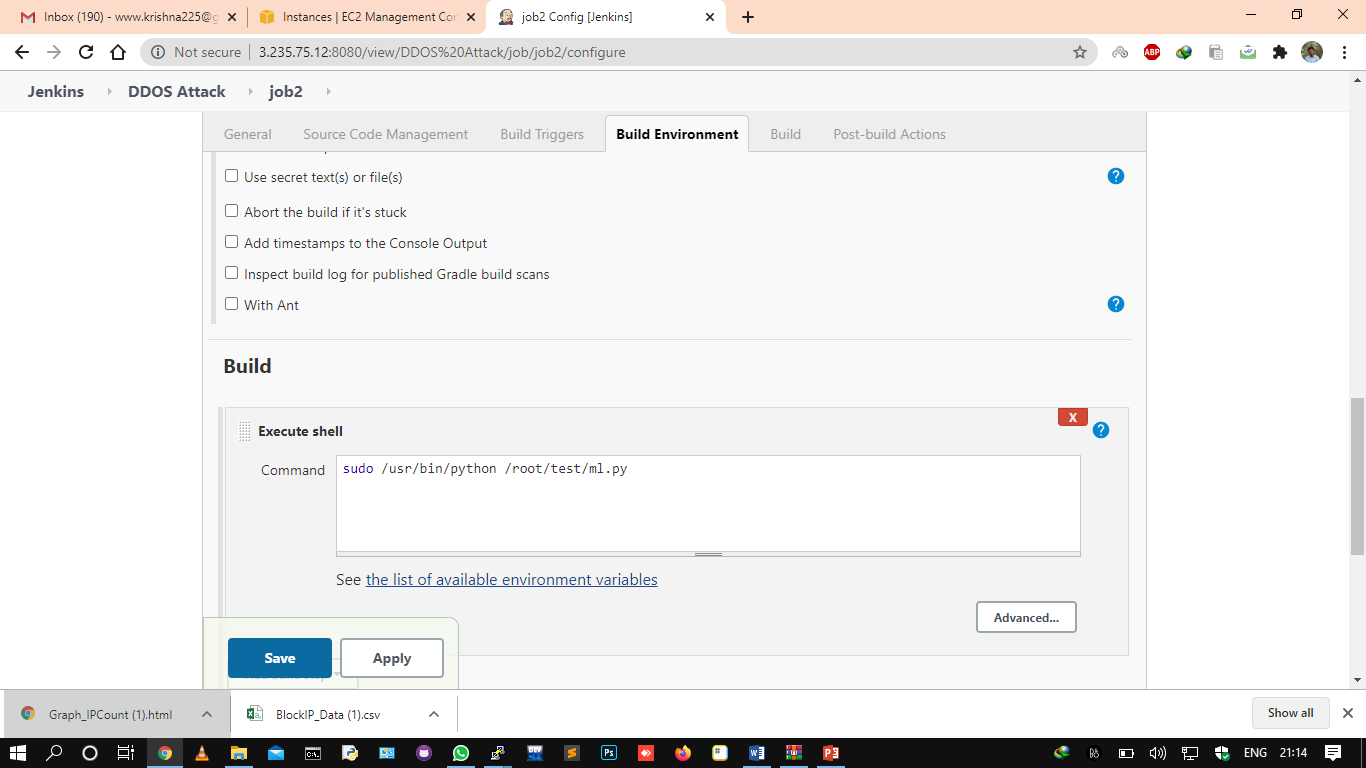 Inbox (190) - www.krishna225@g
Instances | EC2 Management Con
job2 Config [Jenkins]
Not secure
3.235.75.12:8080/view/DDOS%20Attack/job/job2/configure
ABP
Jenkins
DDOS Attack
job2
General
Source Code Management
Build Triggers
Build Environment
Build
Post-build Actions
Use secret text(s) or file(s)
Abort the build if it's stuck
Add timestamps to the Console Output
Inspect build log for published Gradle build scans
With Ant
Build
X
Execute shell
Command
sudo /usr/bin/python /root/test/ml.py
See the list of available environment variables
Advanced...
Save
Apply
Graph_IPCount (1).html
BlockIP_Data (1).csv
Show all
ENG
21:14